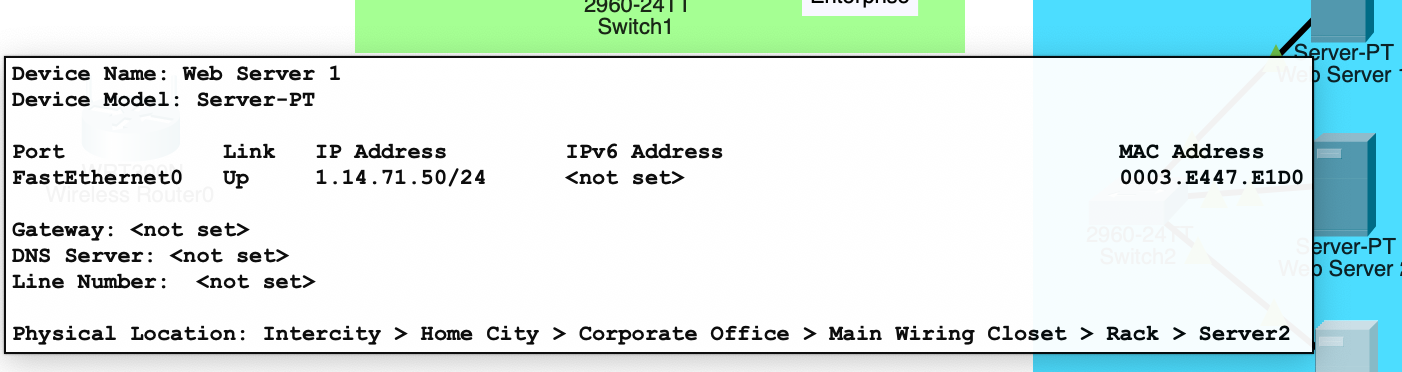 2960-24TT
Switch1
Enterprise
Server-PT
Web Server 1
Device Name: Web Server 1
Device Model: Server-PT
Port Link IP Address IPv6 Address MAC Address
FastEthernet0 Up 1.14.71.50/24 <not set> 0003.E447.E1D0
WRT300N
Wireless Router0
Gateway: <not set>
DNS Server: <not set>
Line Number: <not set>
2960-24TT
Switch2
Server-PT
Web Server 2
Physical Location: Intercity > Home City > Corporate Office > Main Wiring Closet > Rack > Server2